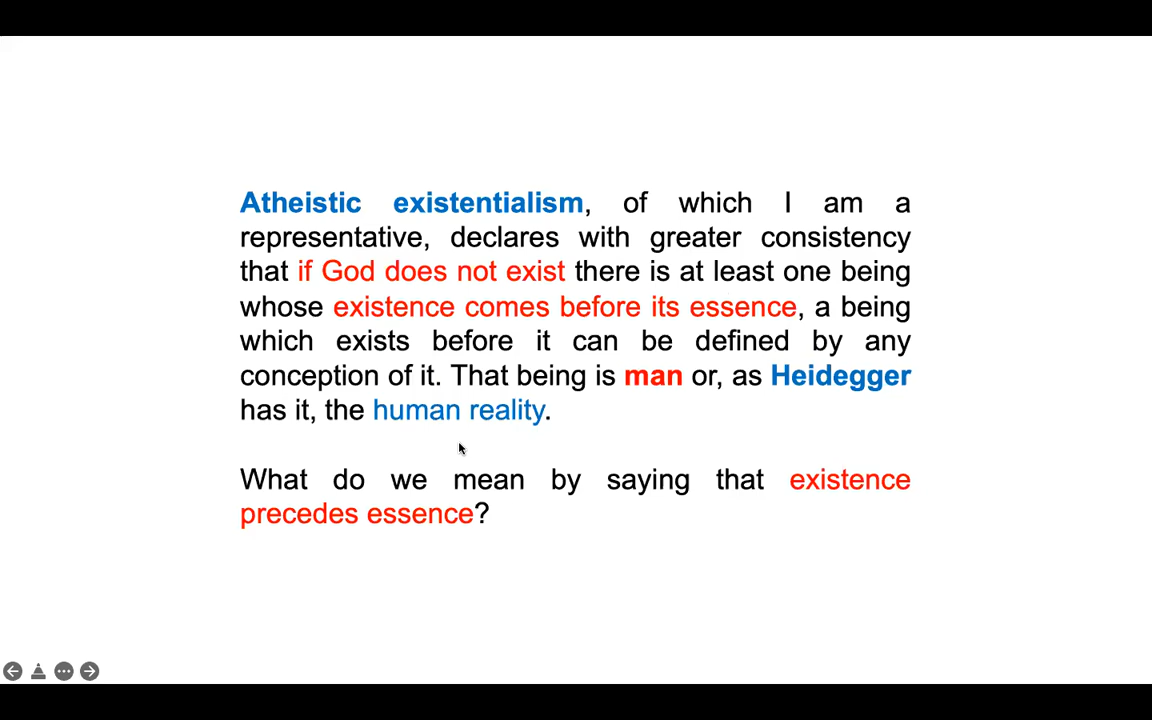 Atheistic existentialism, of which I am a
representative, declares with greater consistency
that if God does not exist there is at least one being
whose existence comes before its essence, a being
which exists before it can be defined by any
conception of it. That being is man or, as Heidegger
has it, the human reality.
What do we mean by saying that existence
precedes essence?